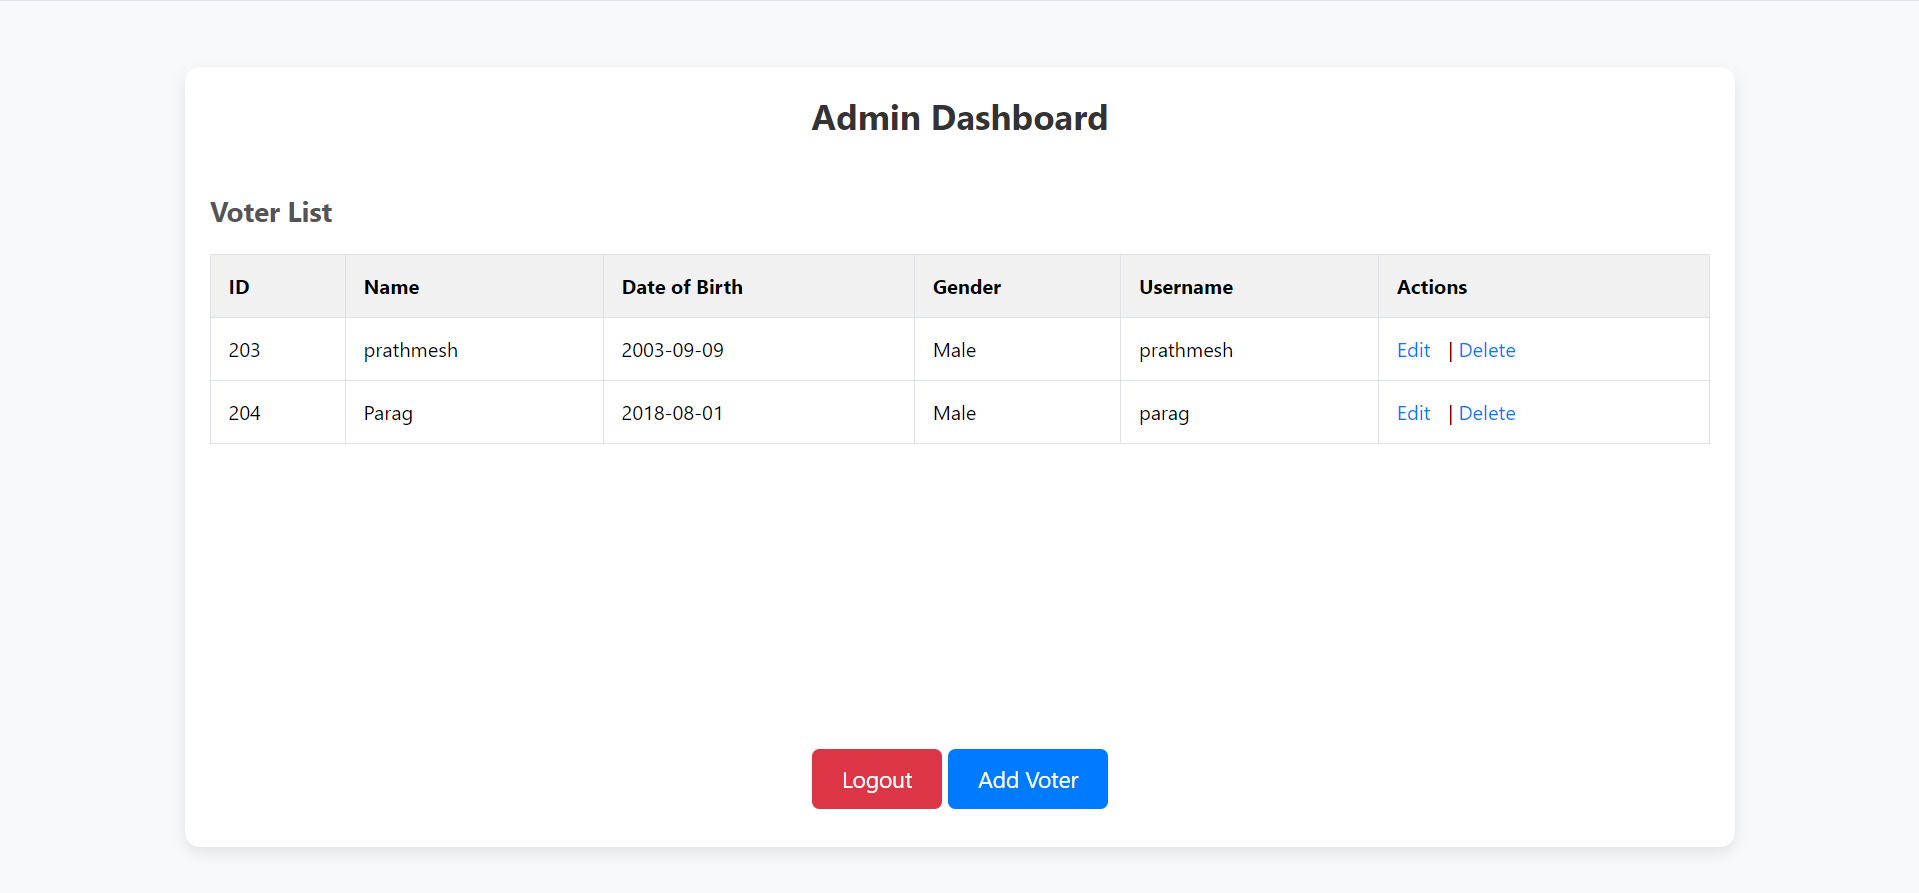 Admin Dashboard
Voter List
ID Name Date of Birth Gender Username Actions
203 prathmesh 2003-09-09 Male prathmesh Edit | Delete
204 Parag 2018-08-01 Male parag Edit | Delete
Logout Add Voter